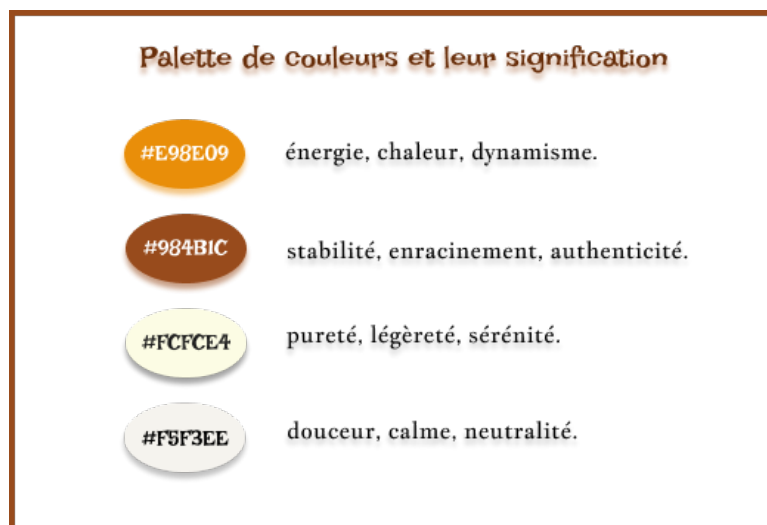 Palette de couleurs et leur signification
#E98E09 énergie, chaleur, dynamisme.
#984B1C stabilité, enracinement, authenticité.
#FCFCE4 pureté, légèreté, sérénité.
#F5F3EE douceur, calme, neutralité.